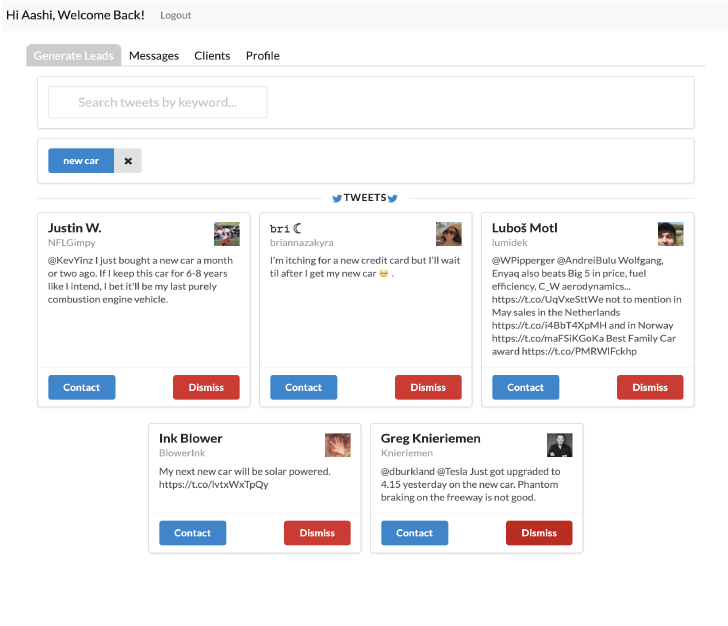 Hi Aashi, Welcome Back! Logout
Generate Leads Messages Clients Profile
Search tweets by keyword...
new car ✖
TWEETS
Justin W.
NFLGimpy
@KevYinz I just bought a new car a month
or two ago. If I keep this car for 6-8 years
like I intend, I bet it'll be my last purely
combustion engine vehicle.
Contact Dismiss
bri☾
briannazakyra
I'm itching for a new credit card but I'll wait
til after I get my new car 🥹 .
Contact Dismiss
Luboš Motl
lumidek
@WPipperger @AndreiBulu Wolfgang,
Enyaq also beats Big 5 in price, fuel
efficiency, C_W aerodynamics...
https://t.co/UqVxeSttWe not to mention in
May sales in the Netherlands
https://t.co/i4BbT4XpMH and in Norway
https://t.co/maFSiKGoKa Best Family Car
award https://t.co/PMRWlFckhp
Contact Dismiss
Ink Blower
BlowerInk
My next new car will be solar powered.
https://t.co/lvtxWxTpQy
Contact Dismiss
Greg Knieriemen
Knieriemen
@dburkland @Tesla Just got upgraded to
4.15 yesterday on the new car. Phantom
braking on the freeway is not good.
Contact Dismiss